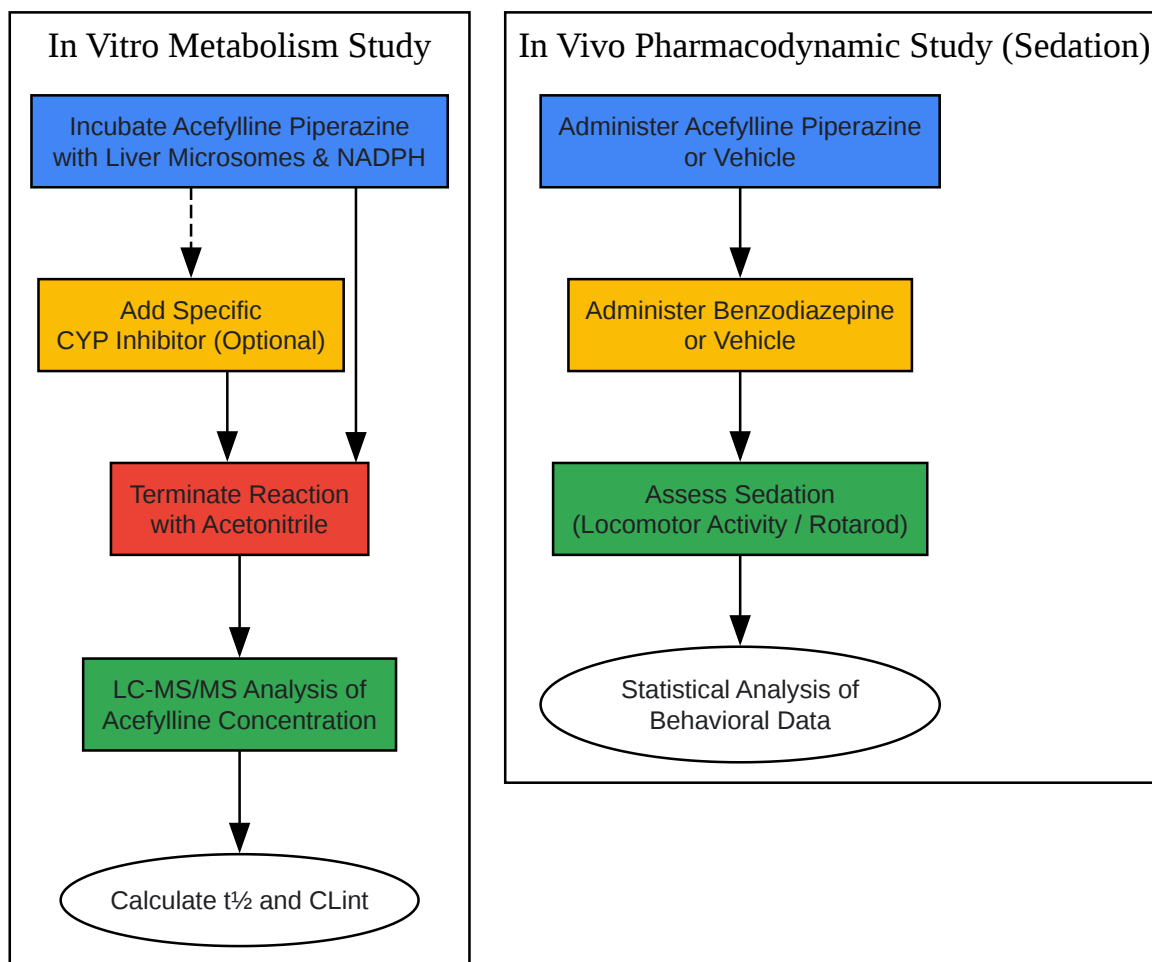 In Vitro Metabolism Study
Incubate Acefylline Piperazine
with Liver Microsomes & NADPH
Add Specific
CYP Inhibitor (Optional)
Terminate Reaction
with Acetonitrile
LC-MS/MS Analysis of
Acefylline Concentration
Calculate t½ and CLint
In Vivo Pharmacodynamic Study (Sedation)
Administer Acefylline Piperazine
or Vehicle
Administer Benzodiazepine
or Vehicle
Assess Sedation
(Locomotor Activity / Rotarod)
Statistical Analysis of
Behavioral Data